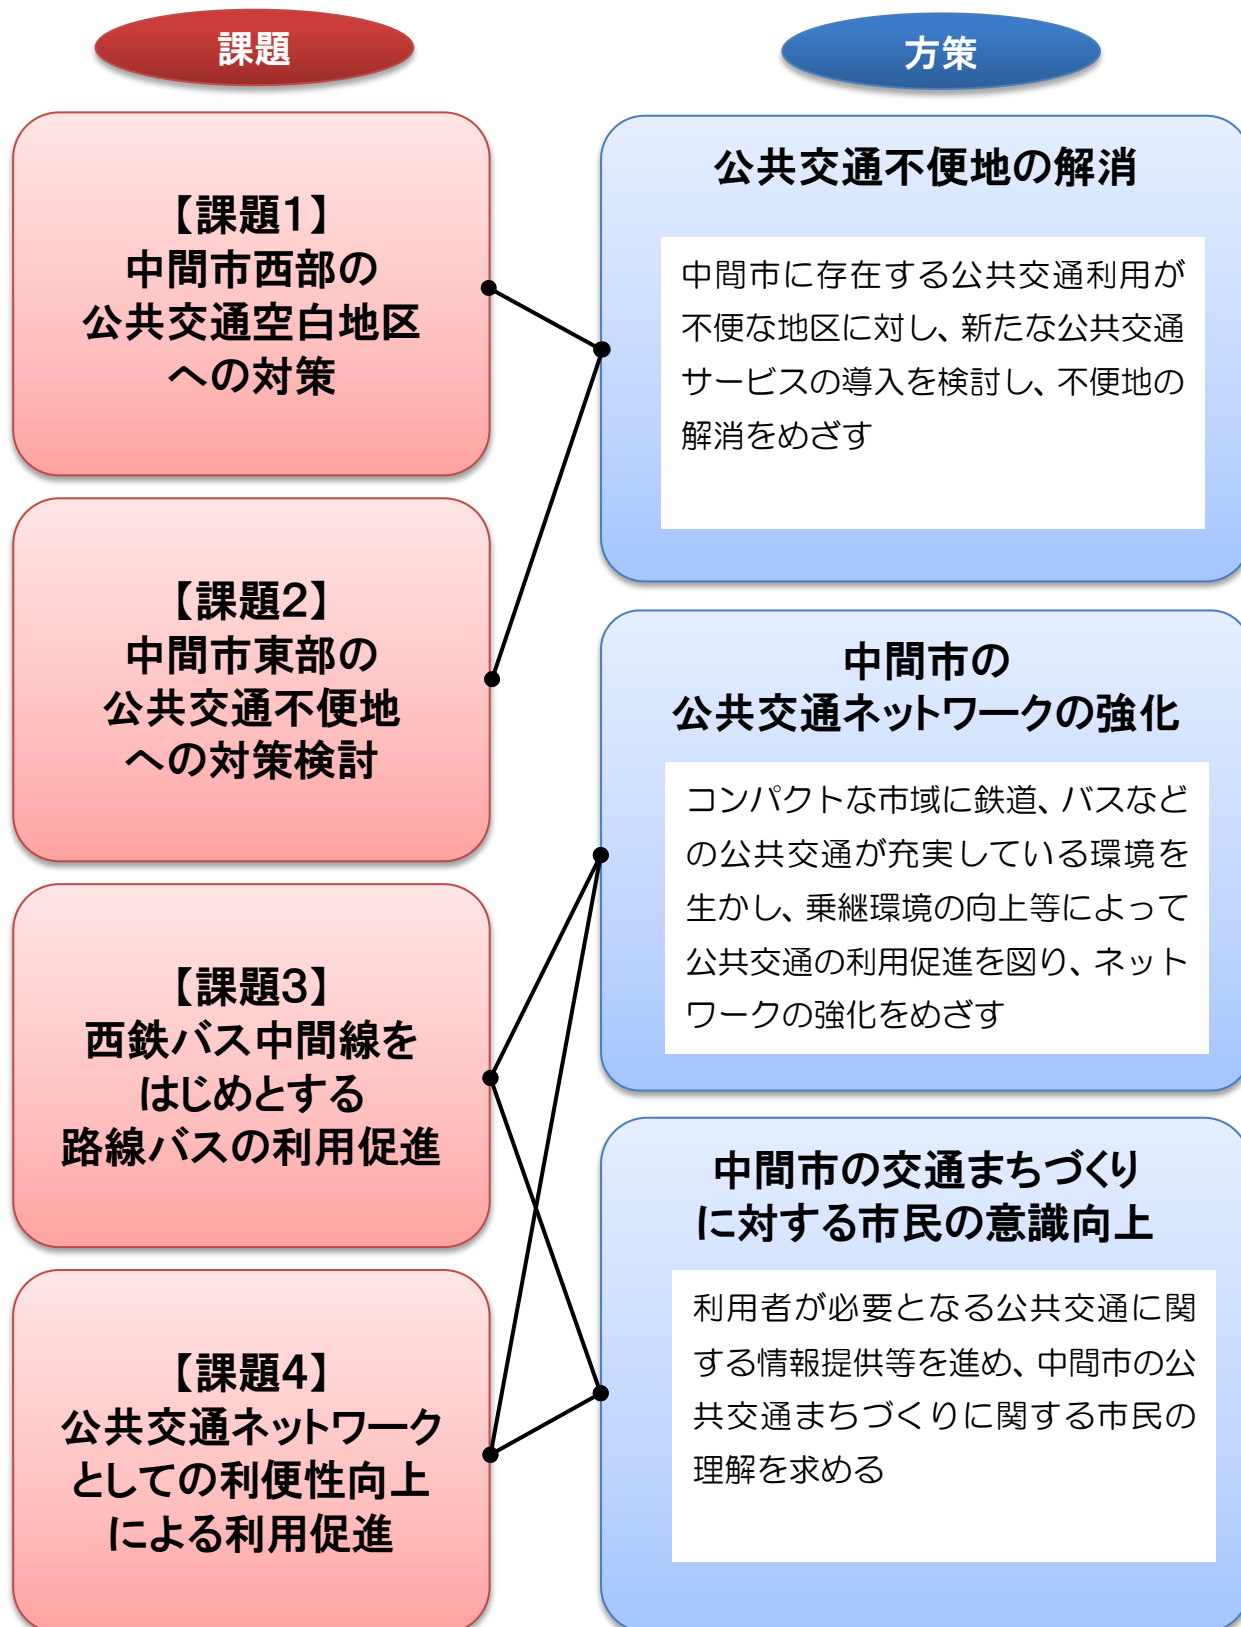 課題
【課題1】
中間市西部の
公共交通空白地区
への対策
【課題2】
中間市東部の
公共交通不便地
への対策検討
【課題3】
西鉄バス中間線を
はじめとする
路線バスの利用促進
【課題4】
公共交通ネットワーク
としての利便性向上
による利用促進
方策
公共交通不便地の解消
中間市に存在する公共交通利用が
不便な地区に対し、新たな公共交通
サービスの導入を検討し、不便地の
解消をめざす
中間市の
公共交通ネットワークの強化
コンパクトな市域に鉄道、バスなど
の公共交通が充実している環境を
生かし、乗継環境の向上等によって
公共交通の利用促進を図り、ネット
ワークの強化をめざす
中間市の交通まちづくり
に対する市民の意識向上
利用者が必要となる公共交通に関
する情報提供等を進め、中間市の公
共交通まちづくりに関する市民の
理解を求める